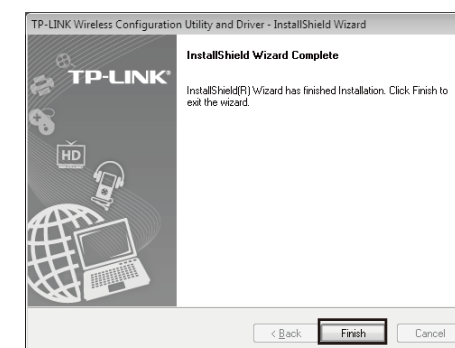 TP-LINK Wireless Configuration Utility and Driver - InstallShield Wizard
TP-LINK®
HD
InstallShield Wizard Complete
InstallShield(R) Wizard has finished Installation. Click Finish to
exit the wizard.
< Back
Finish
Cancel